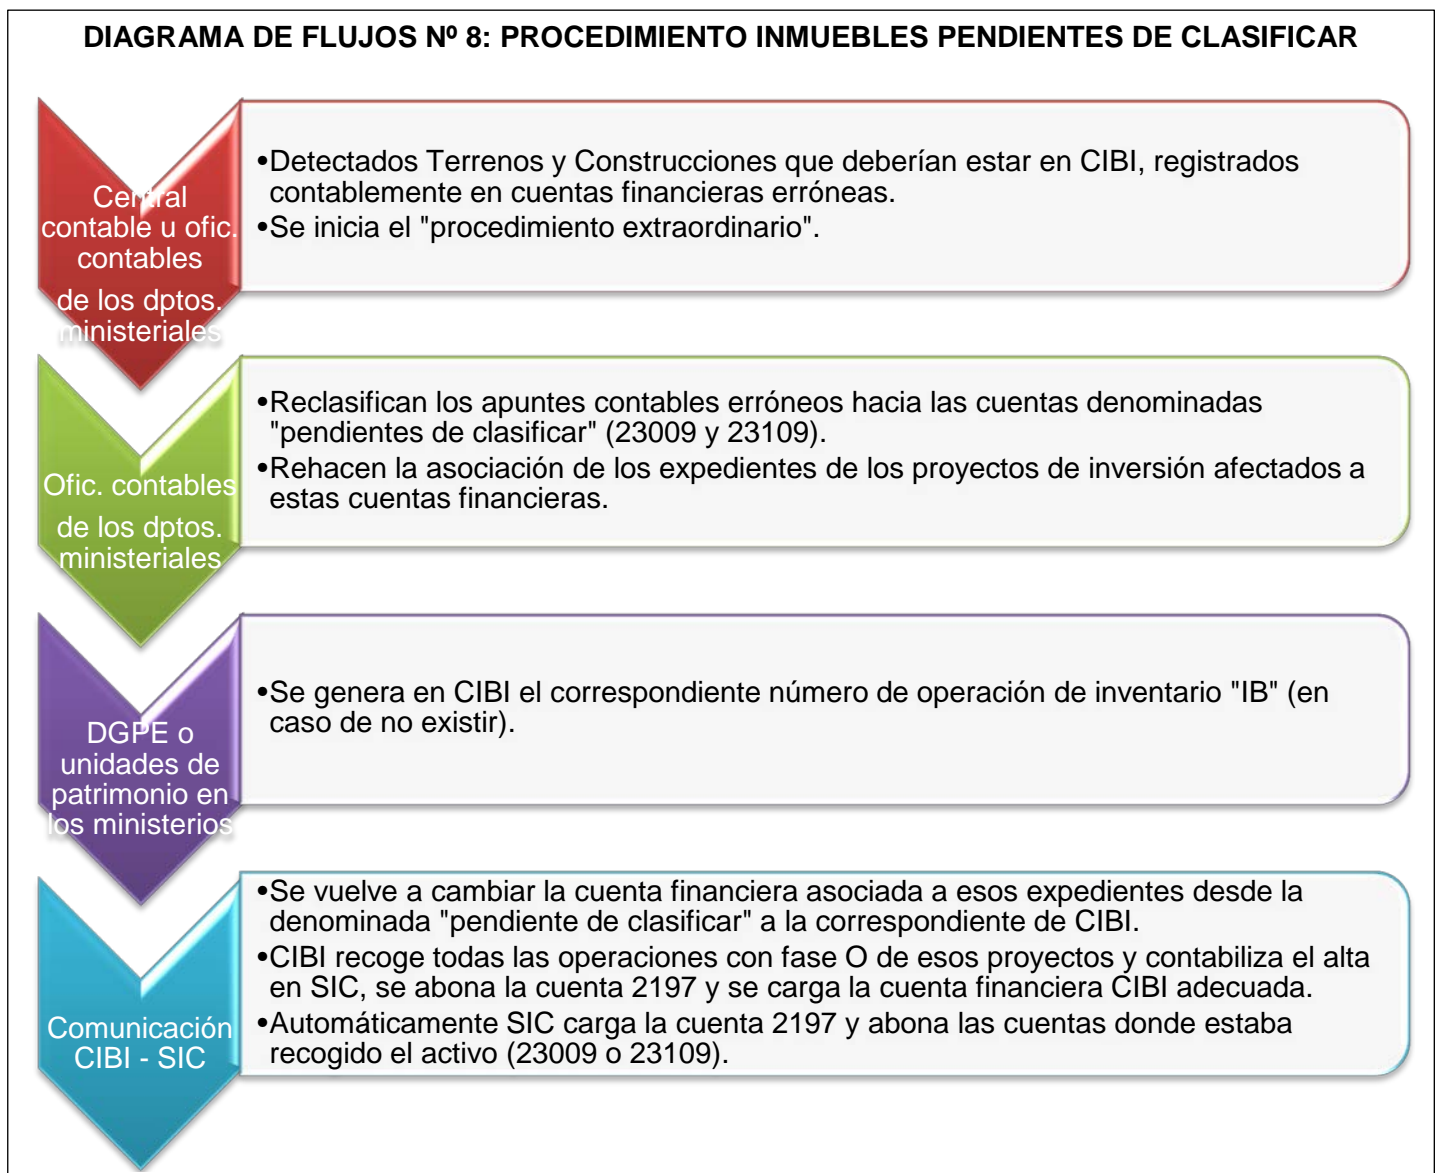 DIAGRAMA DE FLUJOS Nº 8: PROCEDIMIENTO INMUEBLES PENDIENTES DE CLASIFICAR
Central
contable u ofic.
contables
de los dptos.
ministeriales
•Detectados Terrenos y Construcciones que deberían estar en CIBI, registrados
contablemente en cuentas financieras erróneas.
•Se inicia el "procedimiento extraordinario".
Ofic. contables
de los dptos.
ministeriales
•Reclasifican los apuntes contables erróneos hacia las cuentas denominadas
"pendientes de clasificar" (23009 y 23109).
•Rehacen la asociación de los expedientes de los proyectos de inversión afectados a
estas cuentas financieras.
DGPE o
unidades de
patrimonio en
los ministerios
•Se genera en CIBI el correspondiente número de operación de inventario "IB" (en
caso de no existir).
Comunicación
CIBI - SIC
•Se vuelve a cambiar la cuenta financiera asociada a esos expedientes desde la
denominada "pendiente de clasificar" a la correspondiente de CIBI.
•CIBI recoge todas las operaciones con fase O de esos proyectos y contabiliza el alta
en SIC, se abona la cuenta 2197 y se carga la cuenta financiera CIBI adecuada.
•Automáticamente SIC carga la cuenta 2197 y abona las cuentas donde estaba
recogido el activo (23009 o 23109).